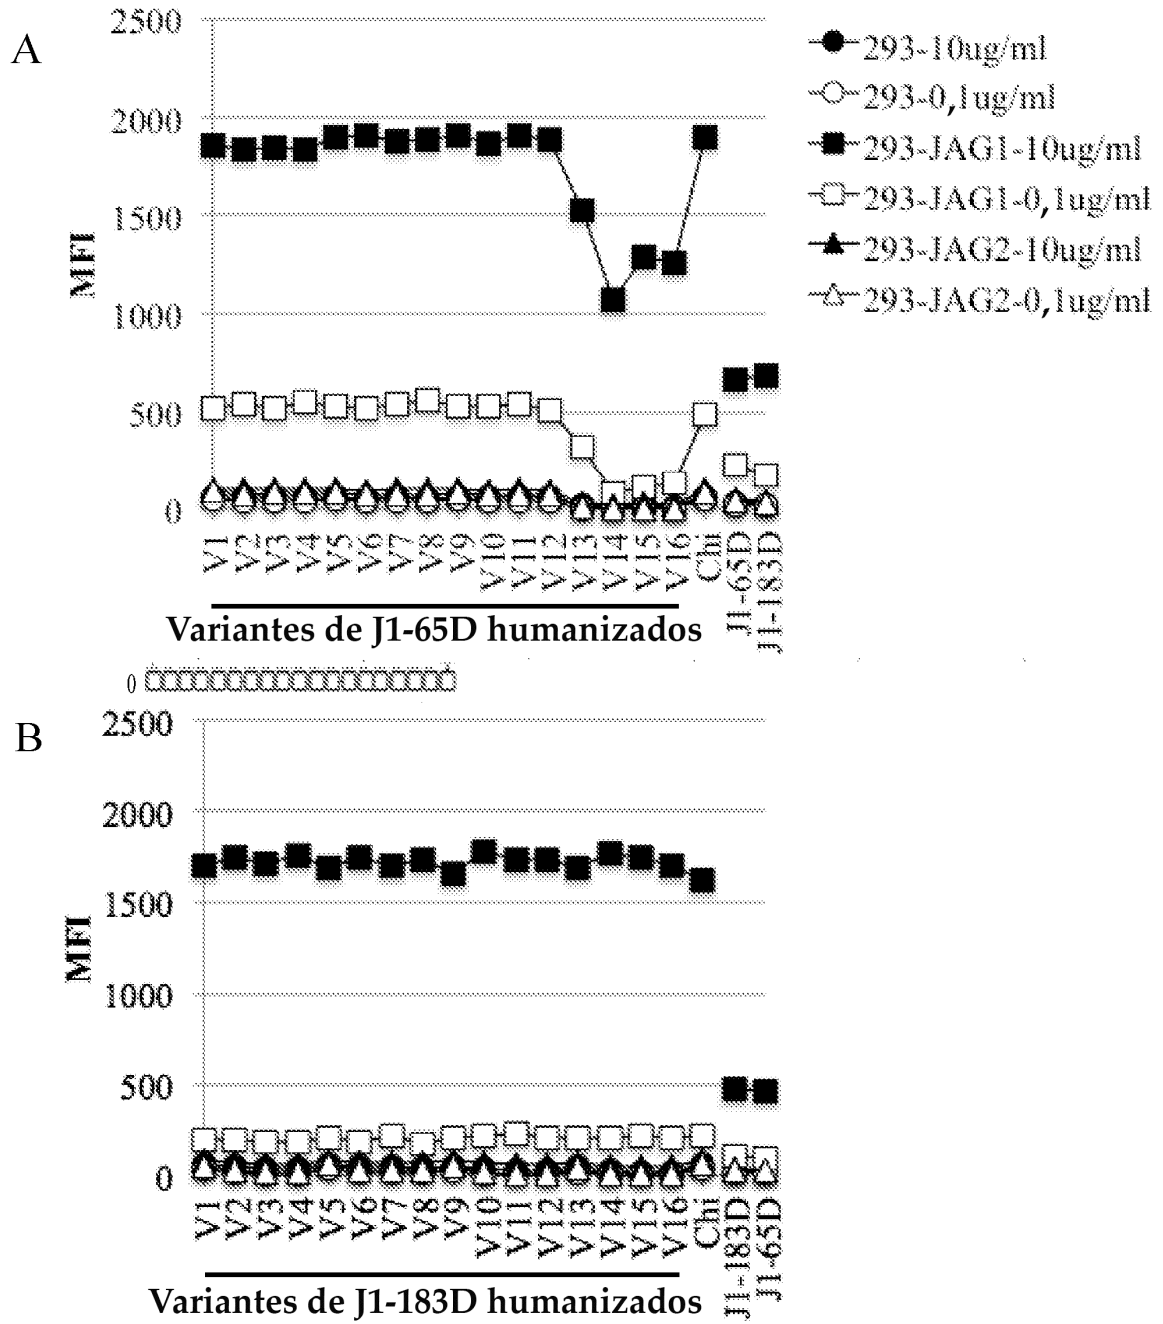 A
2500
2000
1500
1000
500
0
MFI
293-10ug/ml
293-0,1ug/ml
293-JAG1-10ug/ml
293-JAG1-0,1ug/ml
293-JAG2-10ug/ml
293-JAG2-0,1ug/ml
V1
V2
V3
V4
V5
V6
V7
V8
V9
V10
V11
V12
V13
V14
V15
V16
Chi
J1-65D
J1-183D
Variantes de J1-65D humanizados
0
B
2500
2000
1500
1000
500
0
MFI
V1
V2
V3
V4
V5
V6
V7
V8
V9
V10
V11
V12
V13
V14
V15
V16
Chi
J1-183D
J1-65D
Variantes de J1-183D humanizados